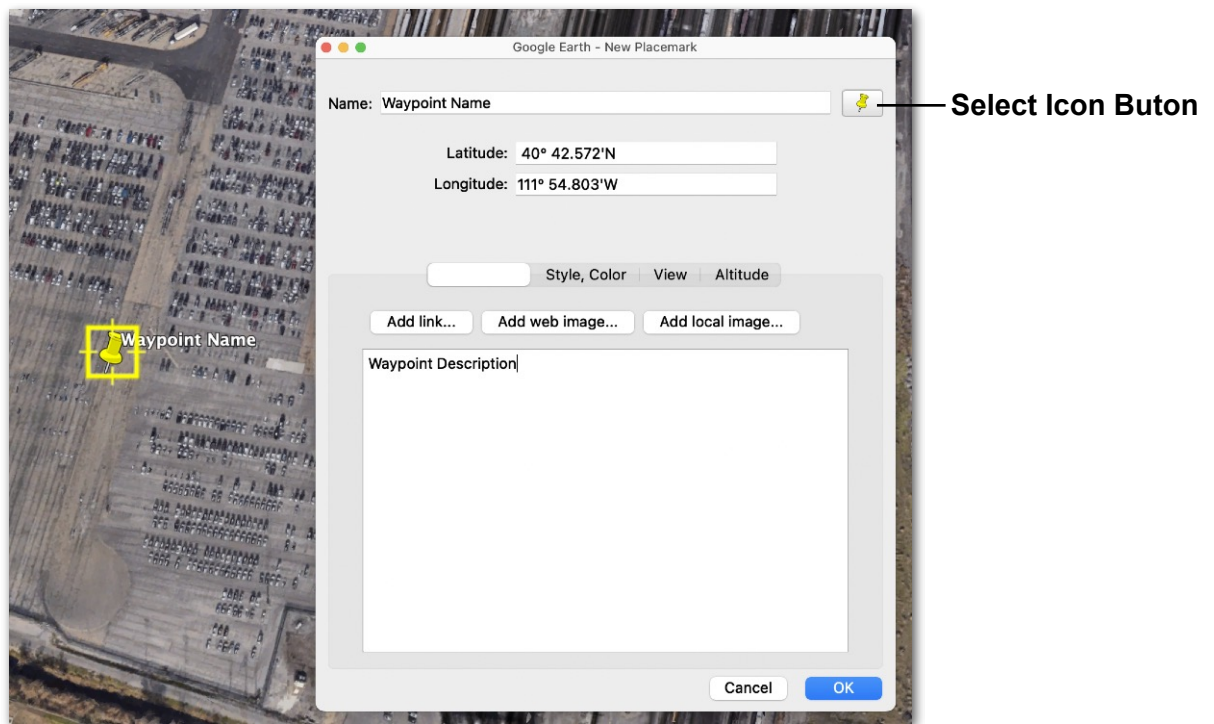 Google Earth - New Placemark
Name: Waypoint Name
Select Icon Buton
Latitude: 40° 42.572'N
Longitude: 111° 54.803'W
Style, Color View Altitude
Add link... Add web image... Add local image...
Waypoint Name
Waypoint Description
Cancel OK